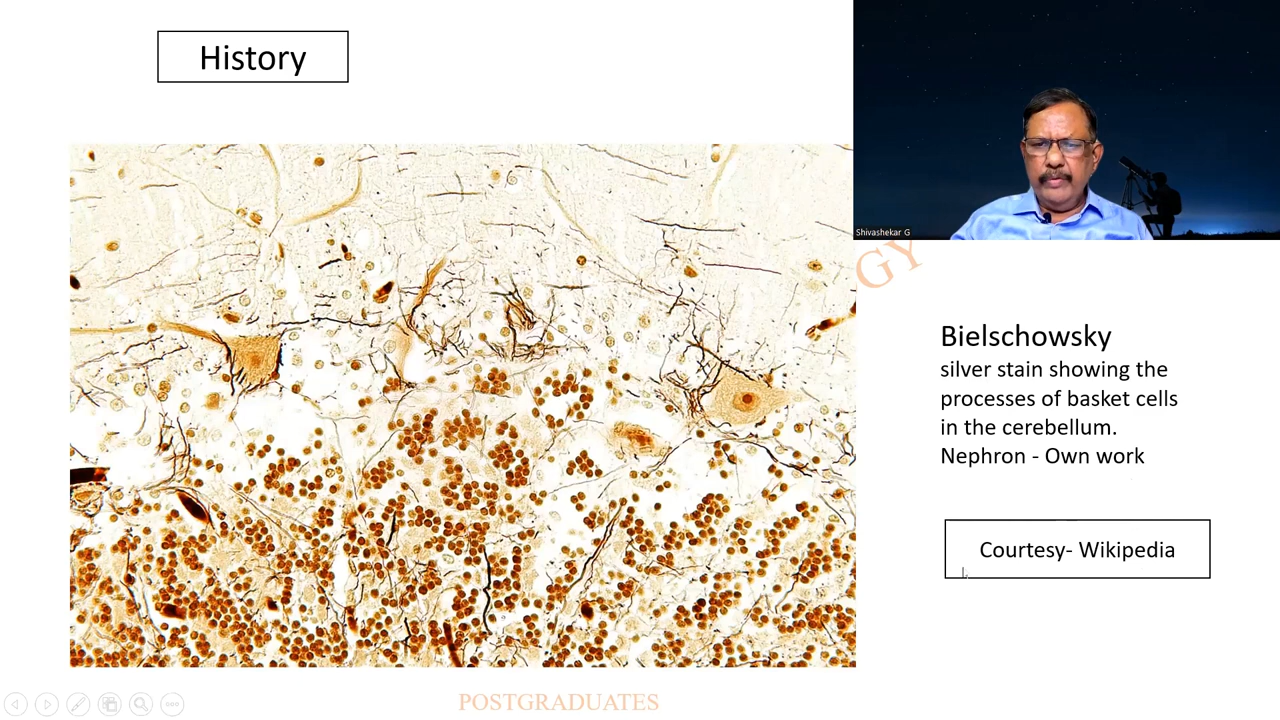 History
Shivashekar G
GY
Bielschowsky
silver stain showing the
processes of basket cells
in the cerebellum.
Nephron - Own work
Courtesy- Wikipedia
POSTGRADUATES